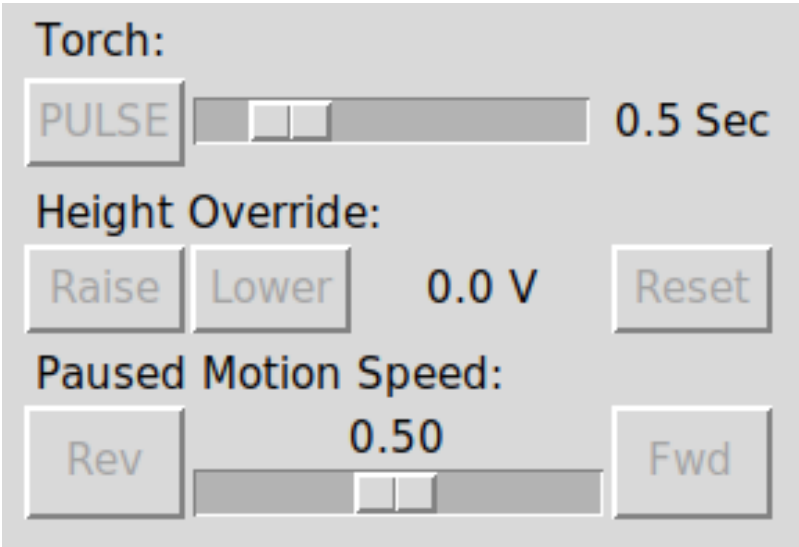 Torch:
PULSE 0.5 Sec
Height Override:
Raise Lower 0.0 V Reset
Paused Motion Speed:
0.50
Rev Fwd